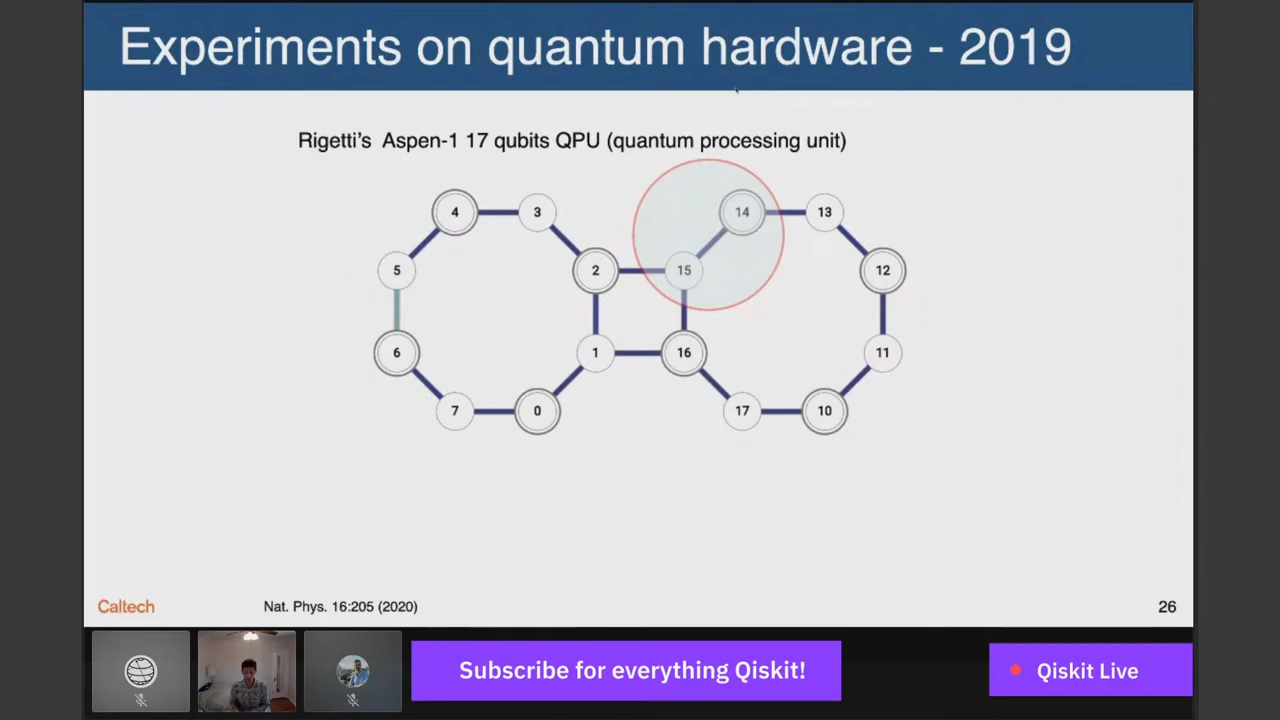 Experiments on quantum hardware - 2019
Rigetti's Aspen-1 17 qubits QPU (quantum processing unit)
4 3 14 13
5 2 15 12
6 1 16 11
7 0 17 10
Caltech Nat. Phys. 16:205 (2020) 26
Subscribe for everything Qiskit! Qiskit Live